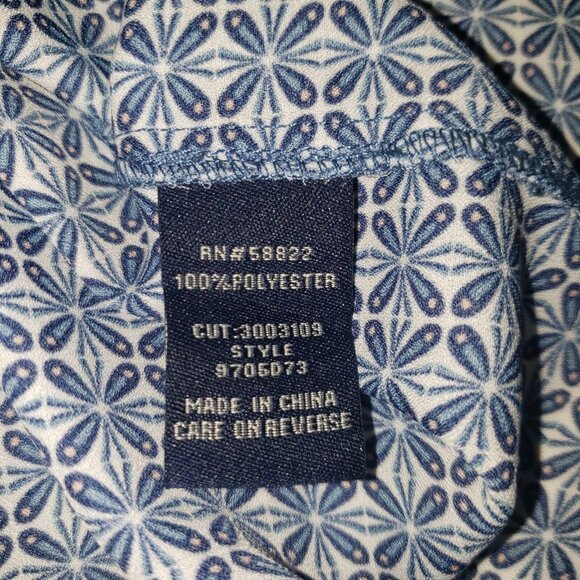 RN#58822
100%POLYESTER
CUT:3003109
STYLE
9705D73
MADE IN CHINA
CARE ON REVERSE